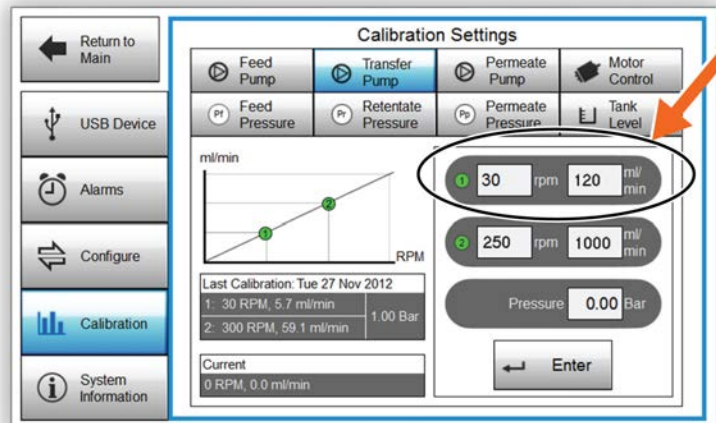 Calibration Settings
Return to
Main
USB Device
Alarms
Configure
Calibration
System
Information
Feed
Pump
Transfer
Pump
Permeate
Pump
Motor
Control
Pf
Feed
Pressure
Pr
Retentate
Pressure
Pp
Permeate
Pressure
Tank
Level
ml/min
1
2
RPM
Last Calibration: Tue 27 Nov 2012
1: 30 RPM, 5.7 ml/min
2: 300 RPM, 59.1 ml/min
1.00 Bar
Current
0 RPM, 0.0 ml/min
1 30 rpm 120 ml/
min
2 250 rpm 1000 ml/
min
Pressure 0.00 Bar
Enter